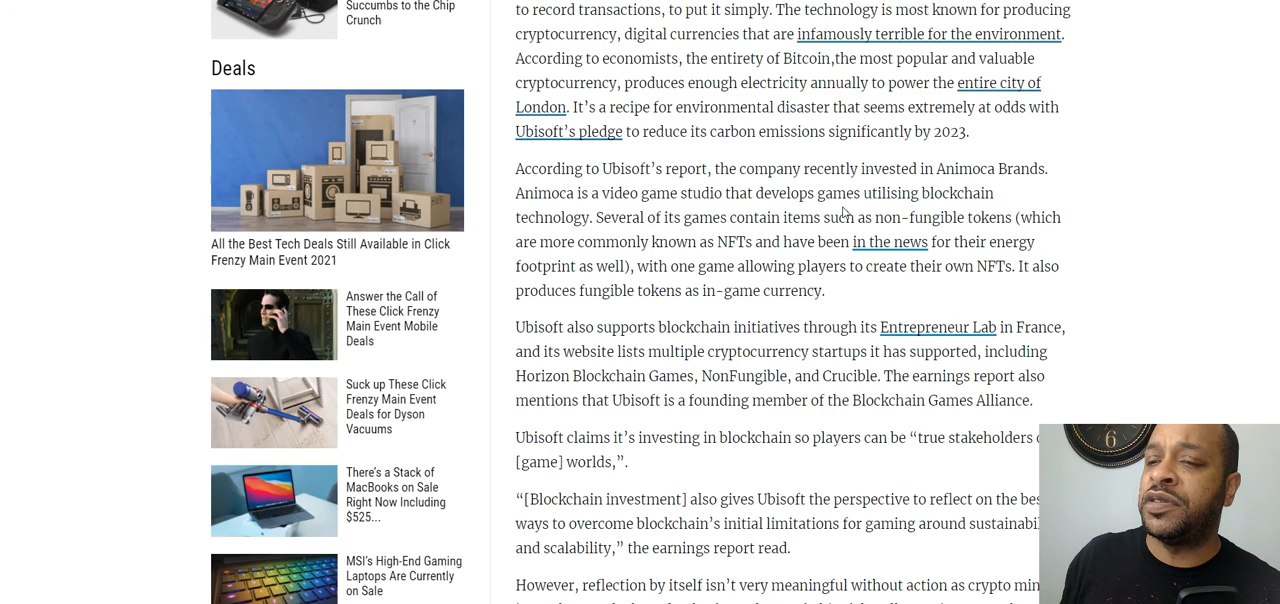 Succumbs to the Chip
Crunch
Deals
All the Best Tech Deals Still Available in Click
Frenzy Main Event 2021
Answer the Call of
These Click Frenzy
Main Event Mobile
Deals
Suck up These Click
Frenzy Main Event
Deals for Dyson
Vacuums
There's a Stack of
MacBooks on Sale
Right Now Including
$525...
MSI's High-End Gaming
Laptops Are Currently
on Sale
to record transactions, to put it simply. The technology is most known for producing
cryptocurrency, digital currencies that are infamously terrible for the environment.
According to economists, the entirety of Bitcoin,the most popular and valuable
cryptocurrency, produces enough electricity annually to power the entire city of
London. It's a recipe for environmental disaster that seems extremely at odds with
Ubisoft's pledge to reduce its carbon emissions significantly by 2023.
According to Ubisoft's report, the company recently invested in Animoca Brands.
Animoca is a video game studio that develops games utilising blockchain
technology. Several of its games contain items such as non-fungible tokens (which
are more commonly known as NFTs and have been in the news for their energy
footprint as well), with one game allowing players to create their own NFTs. It also
produces fungible tokens as in-game currency.
Ubisoft also supports blockchain initiatives through its Entrepreneur Lab in France,
and its website lists multiple cryptocurrency startups it has supported, including
Horizon Blockchain Games, NonFungible, and Crucible. The earnings report also
mentions that Ubisoft is a founding member of the Blockchain Games Alliance.
Ubisoft claims it's investing in blockchain so players can be “true stakeholders
[game] worlds,”.
“[Blockchain investment] also gives Ubisoft the perspective to reflect on the
ways to overcome blockchain's initial limitations for gaming around
and scalability,” the earnings report read.
However, reflection by itself isn't very meaningful without action as crypto
6